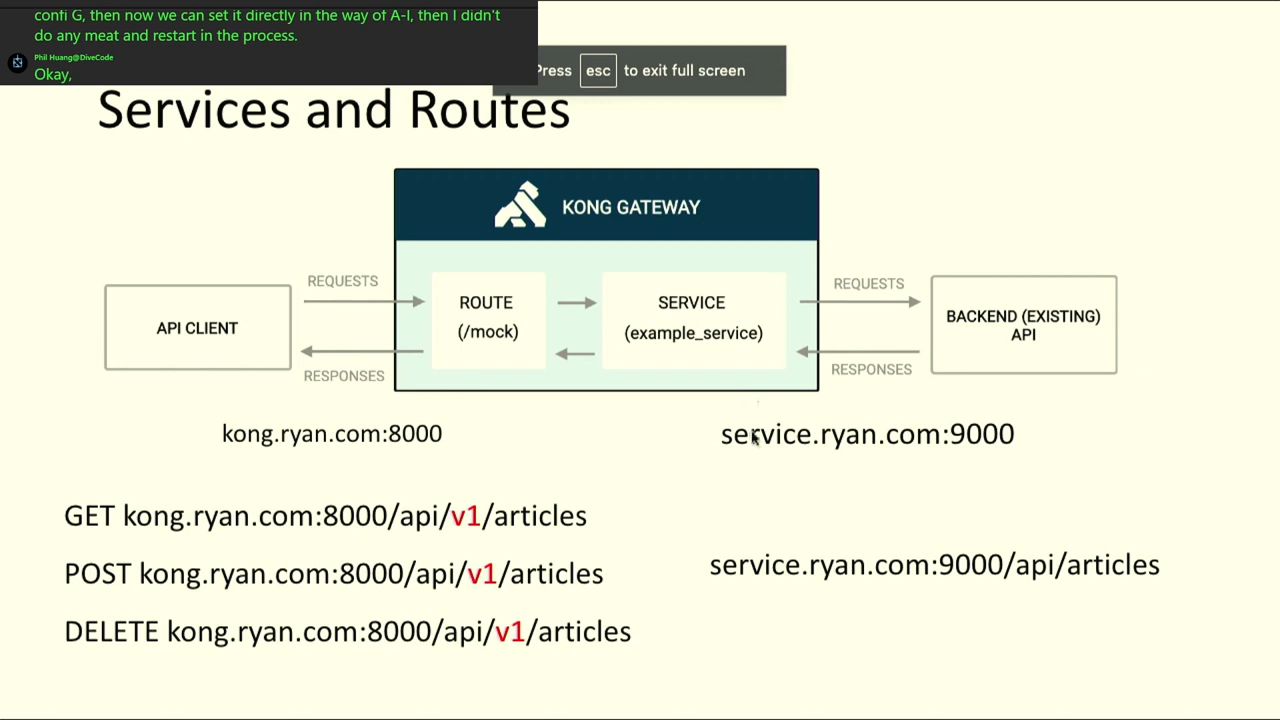 confi G, then now we can set it directly in the way of A-I, then I didn't
do any meat and restart in the process.
Phil Huang@DiveCode
Okay,
Press esc to exit full screen
Services and Routes
KONG GATEWAY
REQUESTS
REQUESTS
API CLIENT
ROUTE
(/mock)
SERVICE
(example_service)
BACKEND (EXISTING)
API
RESPONSES
RESPONSES
kong.ryan.com:8000
service.ryan.com:9000
GET kong.ryan.com:8000/api/v1/articles
POST kong.ryan.com:8000/api/v1/articles
service.ryan.com:9000/api/articles
DELETE kong.ryan.com:8000/api/v1/articles